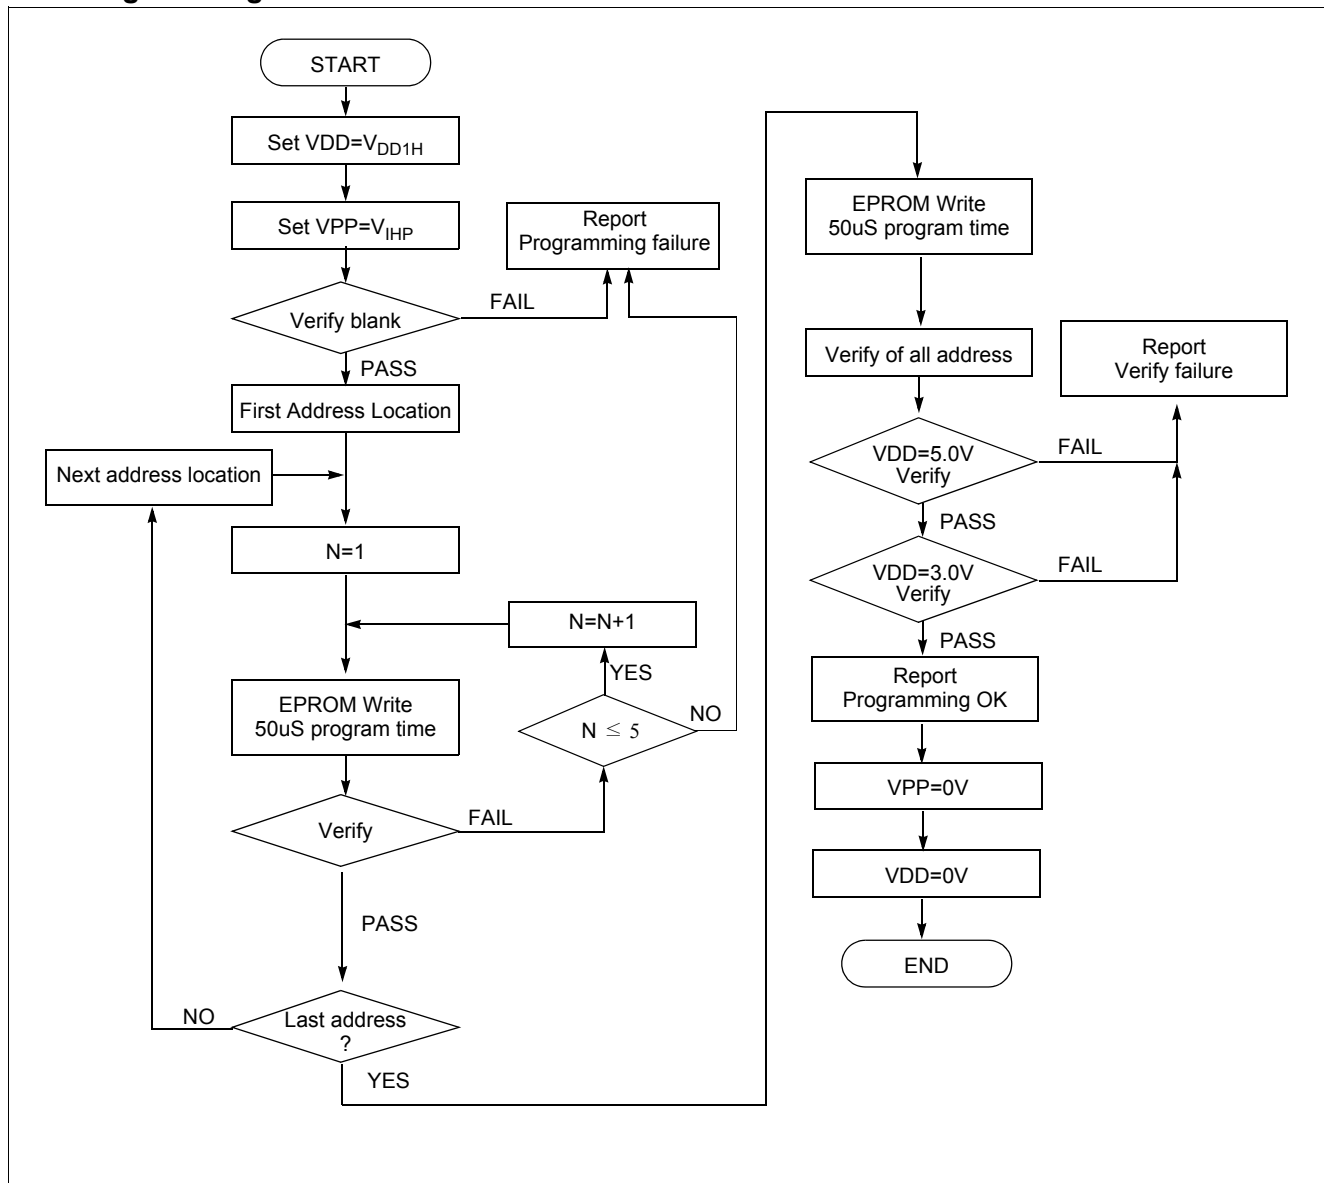 START
Set VDD=VDD1H
Set VPP=VIHP
Report
Programming failure
Verify blank
FAIL
PASS
First Address Location
Next address location
N=1
N=N+1
YES
EPROM Write
50uS program time
N ≤ 5
NO
Verify
FAIL
PASS
Last address
?
NO
YES
EPROM Write
50uS program time
Verify of all address
Report
Verify failure
VDD=5.0V
Verify
FAIL
PASS
VDD=3.0V
Verify
FAIL
PASS
Report
Programming OK
VPP=0V
VDD=0V
END